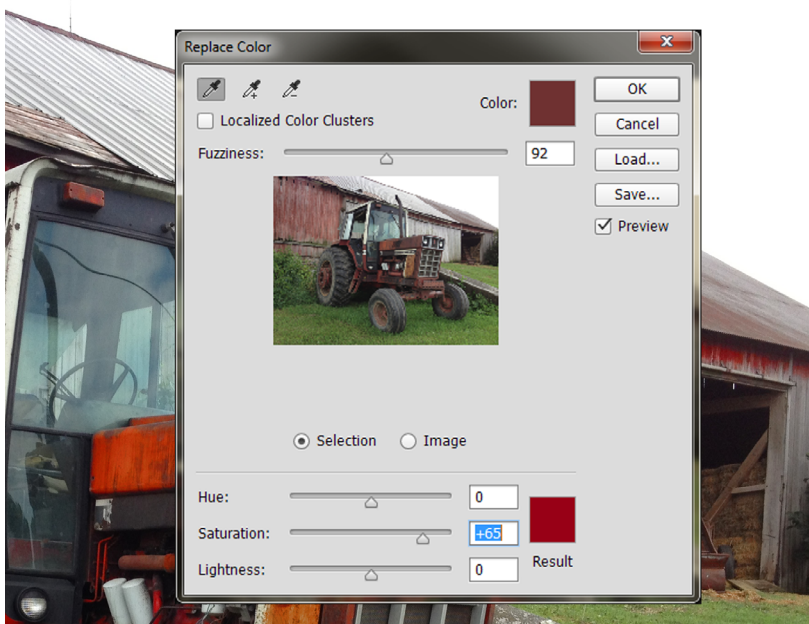 Replace Color
Color:
OK
Localized Color Clusters
Cancel
Fuzziness:
92
Load...
Save...
Preview
Selection
Image
Hue:
0
Saturation:
+65
Lightness:
0
Result